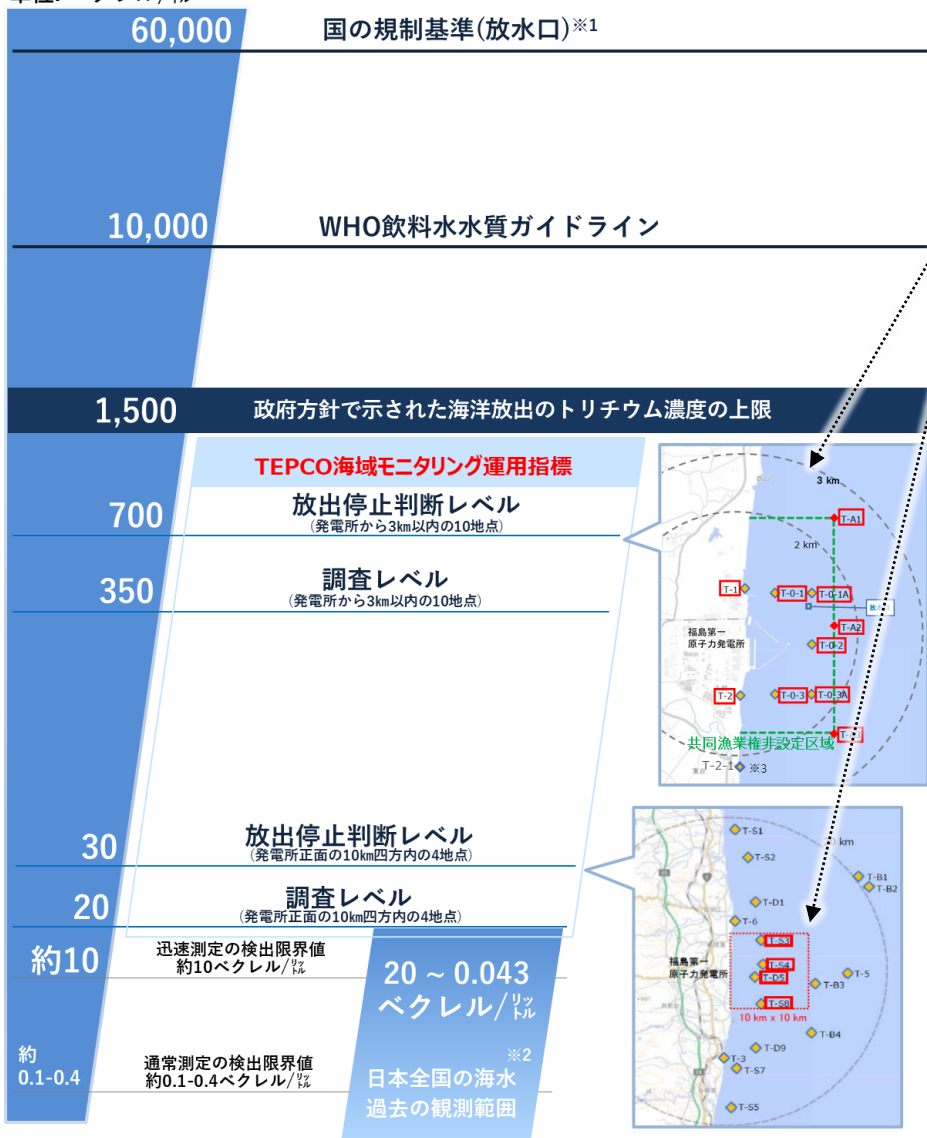 60,000
国の規制基準(放水口)※1
10,000
WHO飲料水水質ガイドライン
1,500
政府方針で示された海洋放出のトリチウム濃度の上限
TEPCO海域モニタリング運用指標
700
放出停止判断レベル
(発電所から3km以内の10地点)
350
調査レベル
(発電所から3km以内の10地点)
3 km
T-A1
2 km
T-1
T-0-1
T-0-1A
福島第一
原子力発電所
T-A2
T-0-2
T-2
T-0-3
T-0-3A
共同漁業権非設定区域
T-2-1
※3
30
放出停止判断レベル
(発電所正面の10km四方内の4地点)
20
調査レベル
(発電所正面の10km四方内の4地点)
約10
迅速測定の検出限界値
約10ベクレル/リットル
20 ~ 0.043
ベクレル/リットル
※2
日本全国の海水
過去の観測範囲
約
0.1-0.4
通常測定の検出限界値
約0.1-0.4ベクレル/リットル
T-S1
km
T-S2
T-B1
T-B2
T-D1
T-6
T-S3
福島第一
原子力発電所
T-S4
T-D5
T-5
T-B3
T-S8
10 km x 10 km
T-B4
T-D9
T-3
T-S7
T-S5